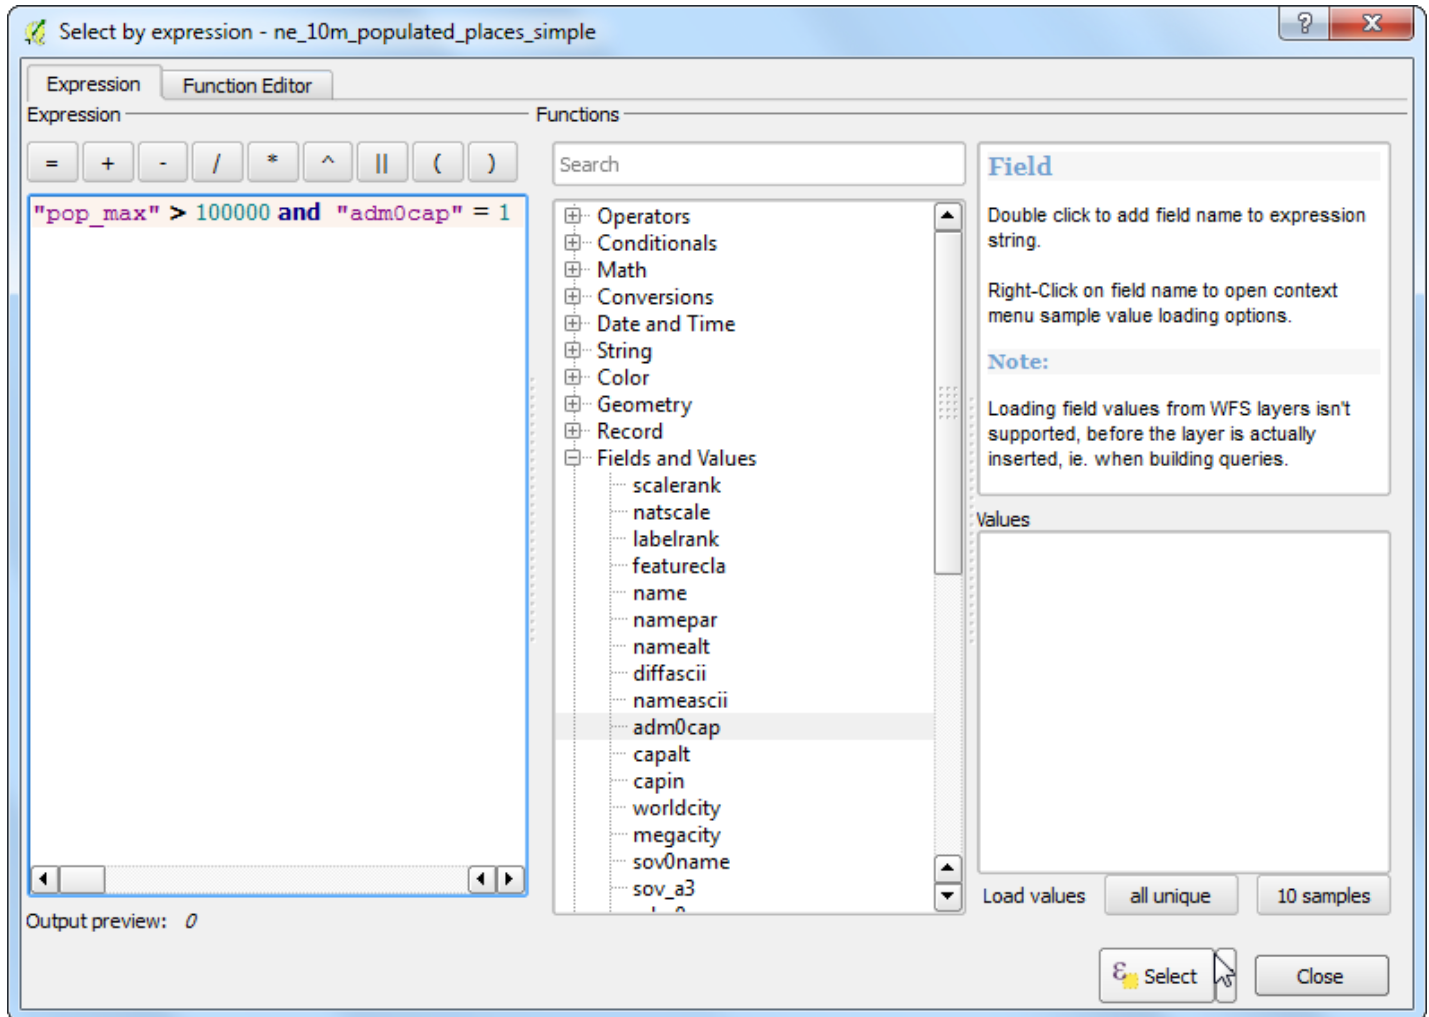 Select by expression - ne_10m_populated_places_simple
?
X
Expression
Function Editor
Expression
Functions
= + - / * ^ || ( )
Search
"pop_max" > 100000 and "adm0cap" = 1
Operators
Conditionals
Math
Conversions
Date and Time
String
Color
Geometry
Record
Fields and Values
scalerank
natscale
labelrank
featurecla
name
namepar
namealt
diffascii
nameascii
adm0cap
capalt
capin
worldcity
megacity
sov0name
sov_a3
Field
Double click to add field name to expression
string.
Right-Click on field name to open context
menu sample value loading options.
Note:
Loading field values from WFS layers isn't
supported, before the layer is actually
inserted, ie. when building queries.
Values
Load values
all unique
10 samples
Output preview: 0
ε Select
Close